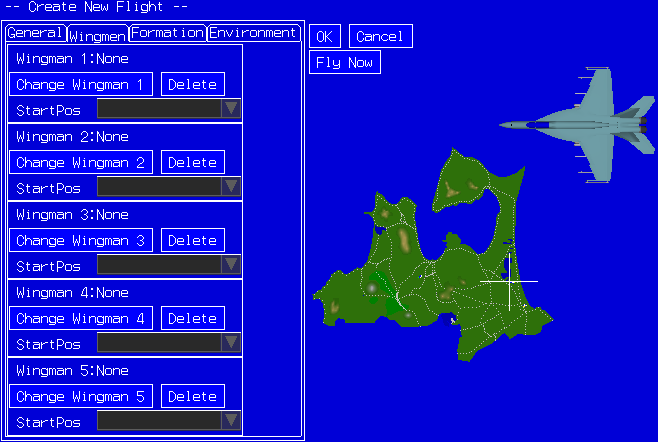 -- Create New Flight --
General Wingmen Formation Environment
OK Cancel
Fly Now
Wingman 1:None
Change Wingman 1 Delete
StartPos
Wingman 2:None
Change Wingman 2 Delete
StartPos
Wingman 3:None
Change Wingman 3 Delete
StartPos
Wingman 4:None
Change Wingman 4 Delete
StartPos
Wingman 5:None
Change Wingman 5 Delete
StartPos